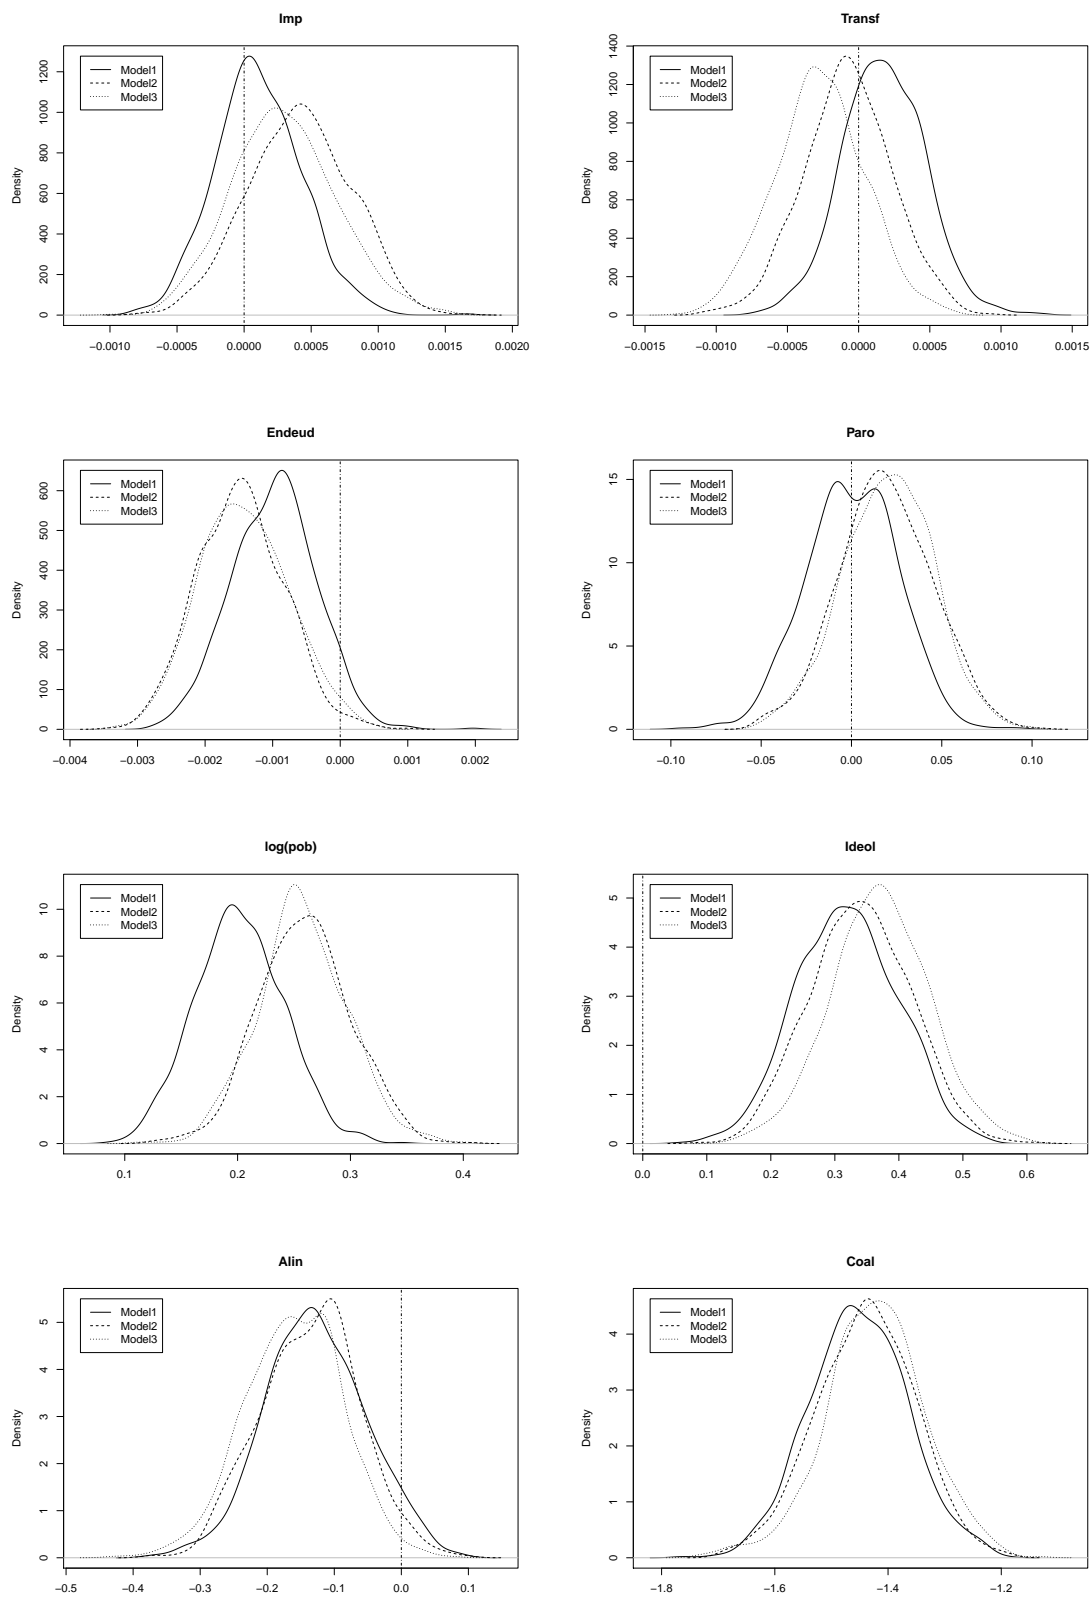 Imp
Density
0 200 400 600 800 1000 1200
Model1
Model2
Model3
−0.0010 −0.0005 0.0000 0.0005 0.0010 0.0015 0.0020
Transf
Density
0 200 400 600 800 1000 1200 1400
Model1
Model2
Model3
−0.0015 −0.0010 −0.0005 0.0000 0.0005 0.0010 0.0015
Endeud
Density
0 100 200 300 400 500 600
Model1
Model2
Model3
−0.004 −0.003 −0.002 −0.001 0.000 0.001 0.002
Paro
Density
0 5 10 15
Model1
Model2
Model3
−0.10 −0.05 0.00 0.05 0.10
log(pob)
Density
0 2 4 6 8 10
Model1
Model2
Model3
0.1 0.2 0.3 0.4
Ideol
Density
0 1 2 3 4 5
Model1
Model2
Model3
0.0 0.1 0.2 0.3 0.4 0.5 0.6
Alin
Density
0 1 2 3 4 5
Model1
Model2
Model3
−0.5 −0.4 −0.3 −0.2 −0.1 0.0 0.1
Coal
Density
0 1 2 3 4
Model1
Model2
Model3
−1.8 −1.6 −1.4 −1.2